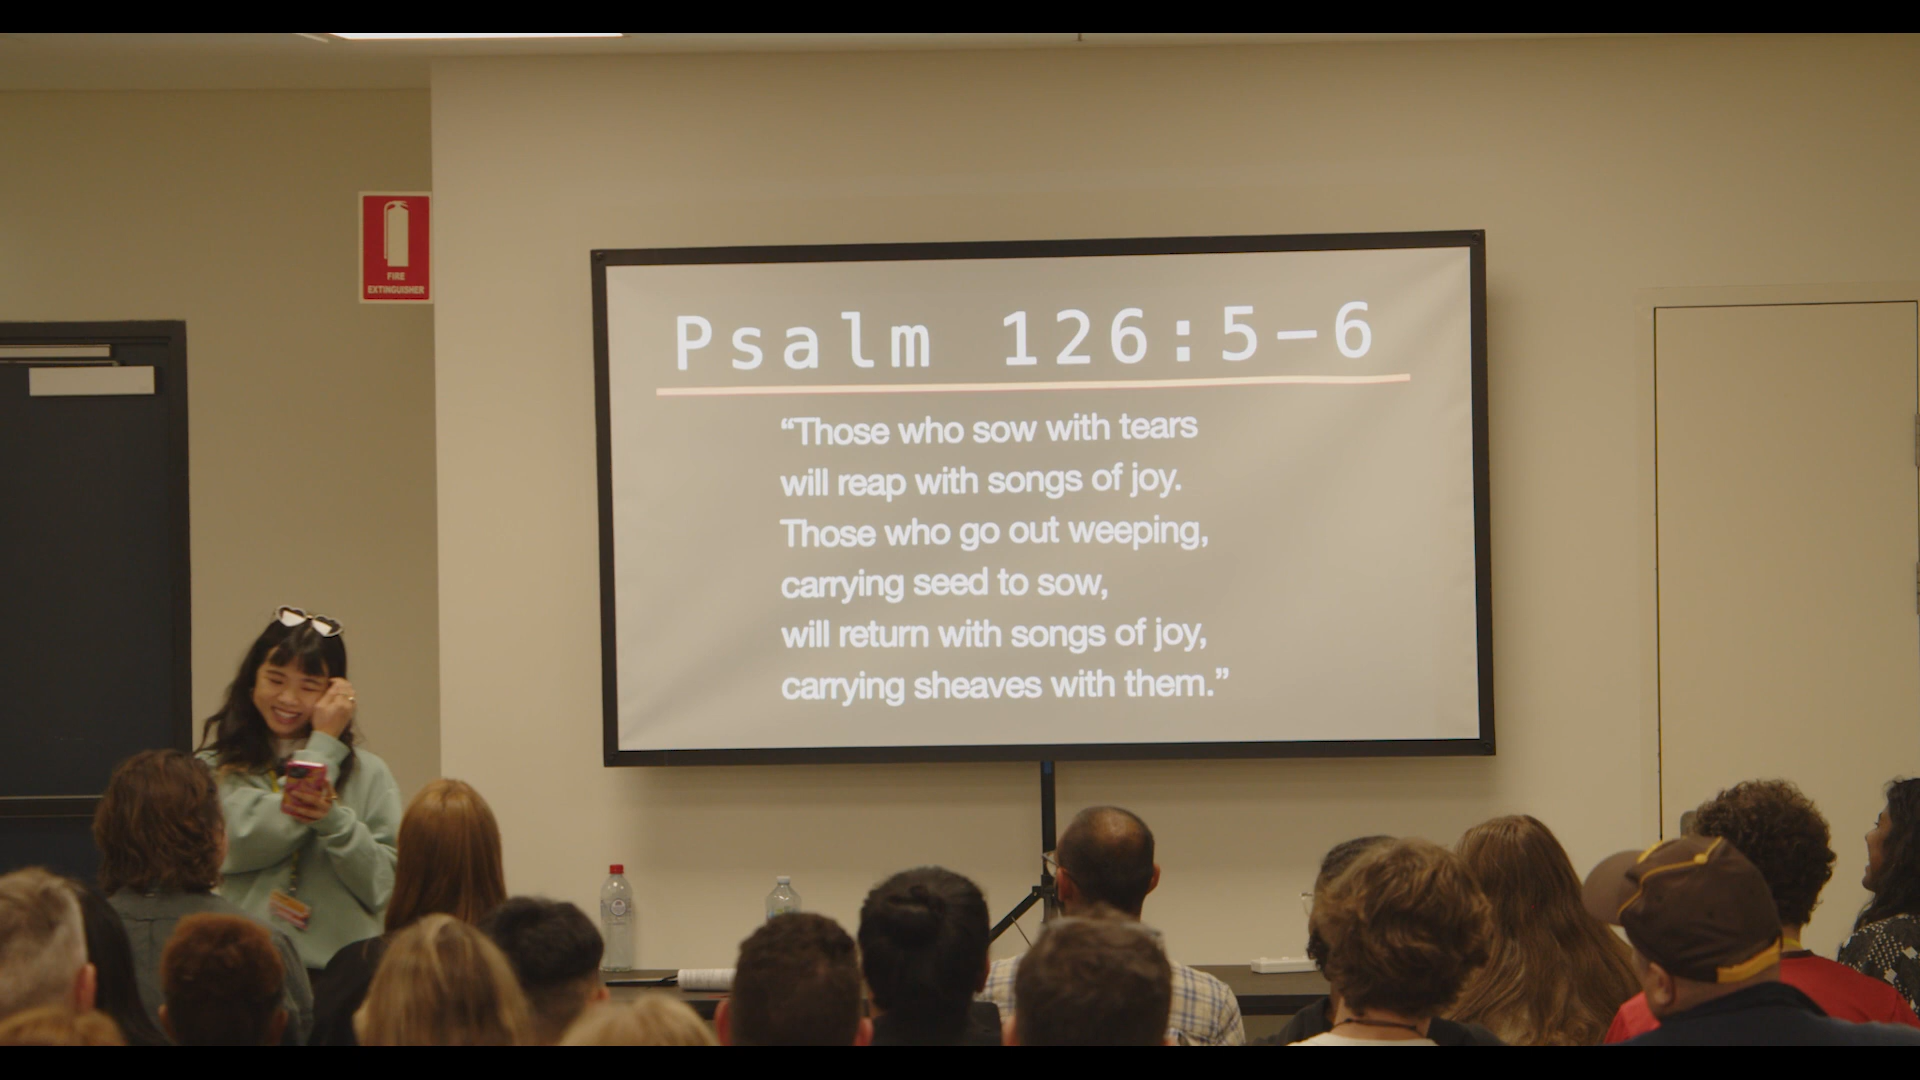 FIRE
EXTINGUISHER
Psalm 126:5-6
“Those who sow with tears
will reap with songs of joy.
Those who go out weeping,
carrying seed to sow,
will return with songs of joy,
carrying sheaves with them.”